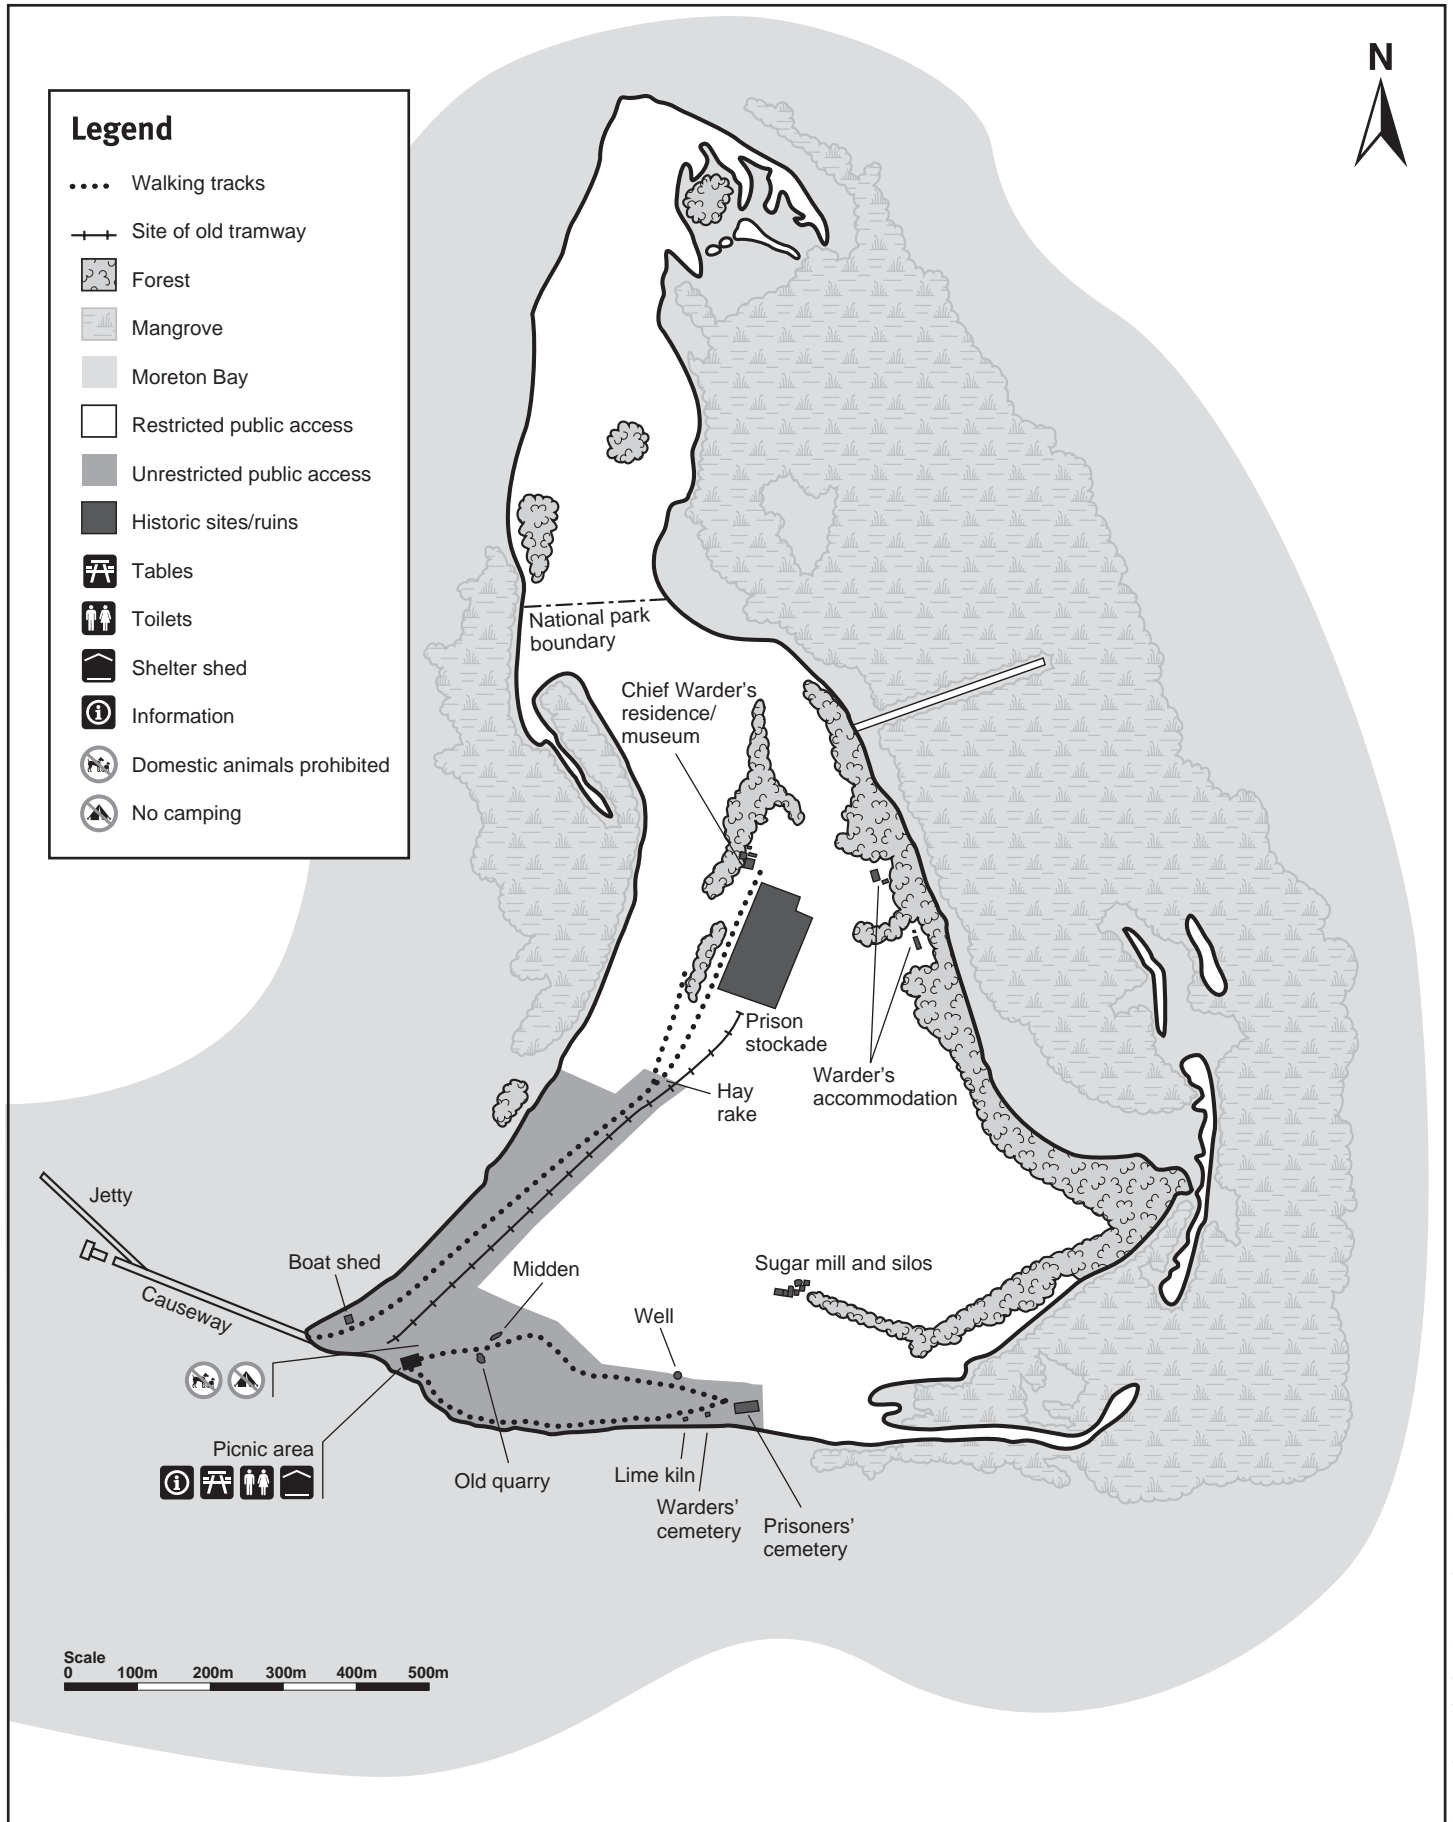 N
Legend
Walking tracks
Site of old tramway
Forest
Mangrove
Moreton Bay
Restricted public access
Unrestricted public access
Historic sites/ruins
Tables
Toilets
Shelter shed
Information
Domestic animals prohibited
No camping
National park
boundary
Chief Warder’s
residence/
museum
Prison
stockade
Hay
rake
Warder’s
accommodation
Jetty
Causeway
Boat shed
Midden
Sugar mill and silos
Well
Picnic area
Old quarry
Lime kiln
Warders’
cemetery
Prisoners’
cemetery
Scale
0 100m 200m 300m 400m 500m